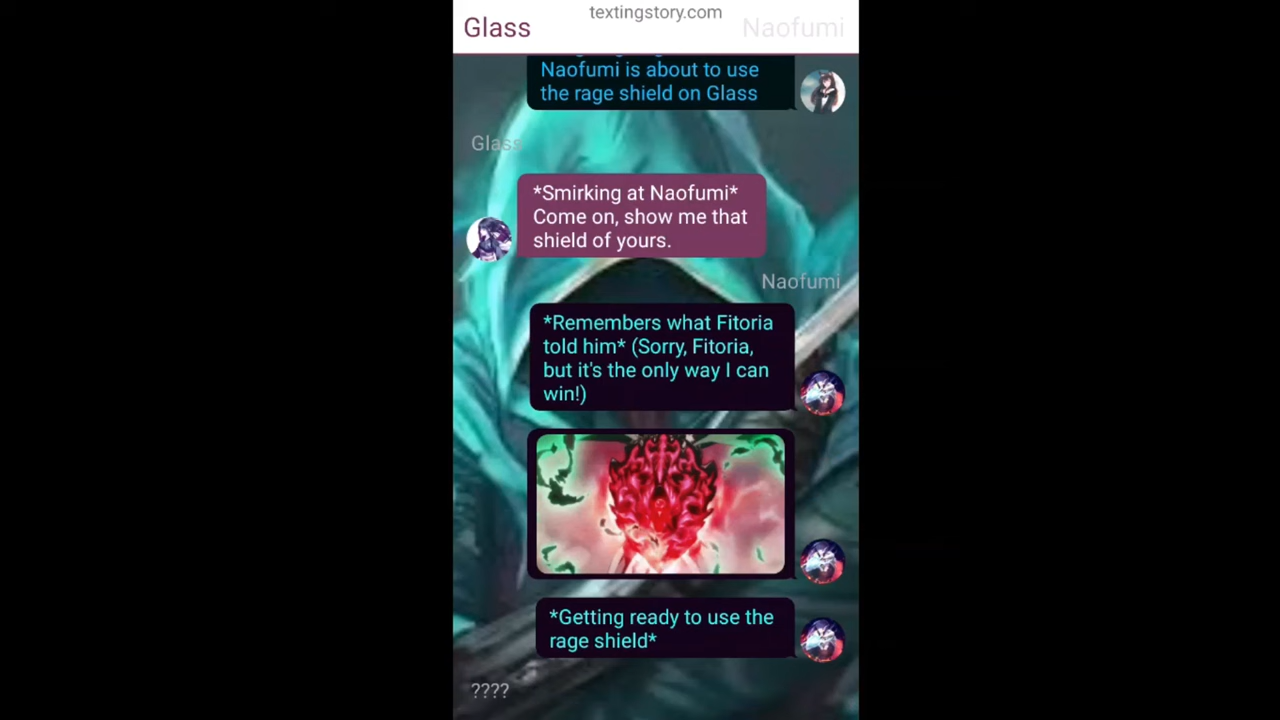 textingstory.com
Glass
Naofumi
Naofumi is about to use
the rage shield on Glass
Glass
*Smirking at Naofumi*
Come on, show me that
shield of yours.
Naofumi
*Remembers what Fitoria
told him* (Sorry, Fitoria,
but it's the only way I can
win!)
*Getting ready to use the
rage shield*
????